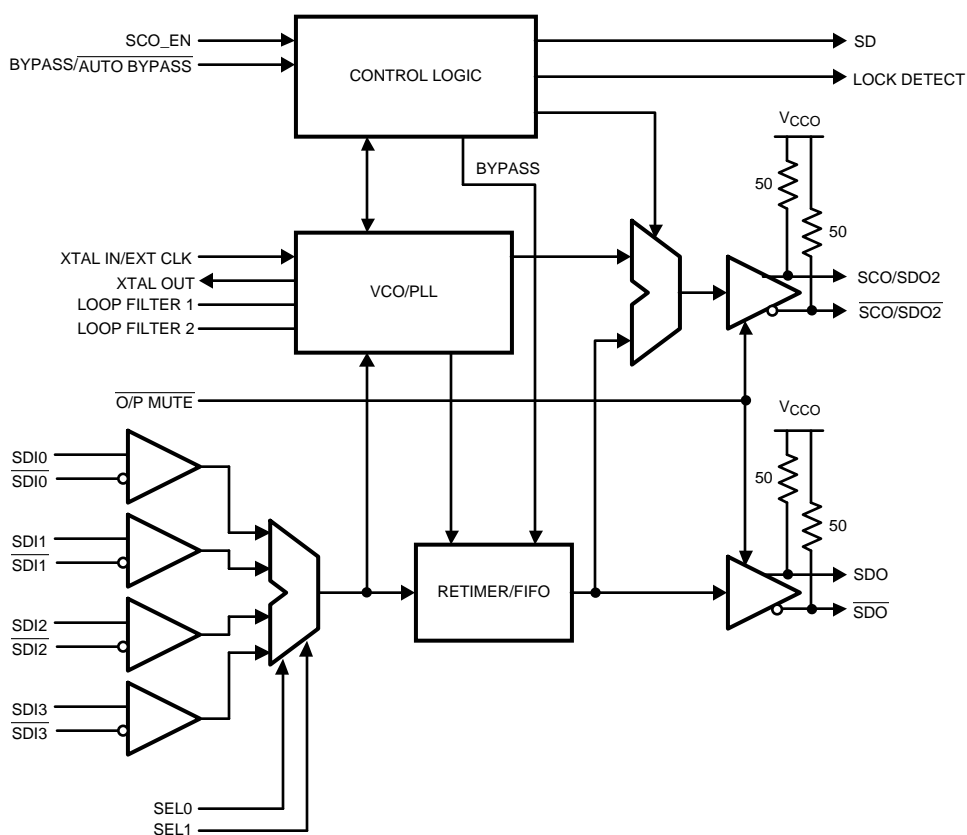 SCO_EN
BYPASS/AUTO BYPASS
CONTROL LOGIC
SD
LOCK DETECT
BYPASS
VCCO
50
50
XTAL IN/EXT CLK
XTAL OUT
LOOP FILTER 1
LOOP FILTER 2
VCO/PLL
SCO/SDO2
SCO/SDO2
O/P MUTE
VCCO
50
50
SDI0
SDI0
SDI1
SDI1
SDI2
SDI2
SDI3
SDI3
RETIMER/FIFO
SDO
SDO
SEL0
SEL1